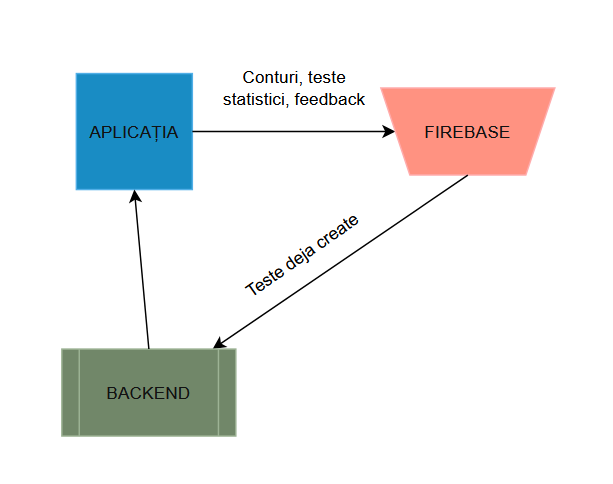 Conturi, teste
statistici, feedback
APLICAȚIA
FIREBASE
Teste deja create
BACKEND